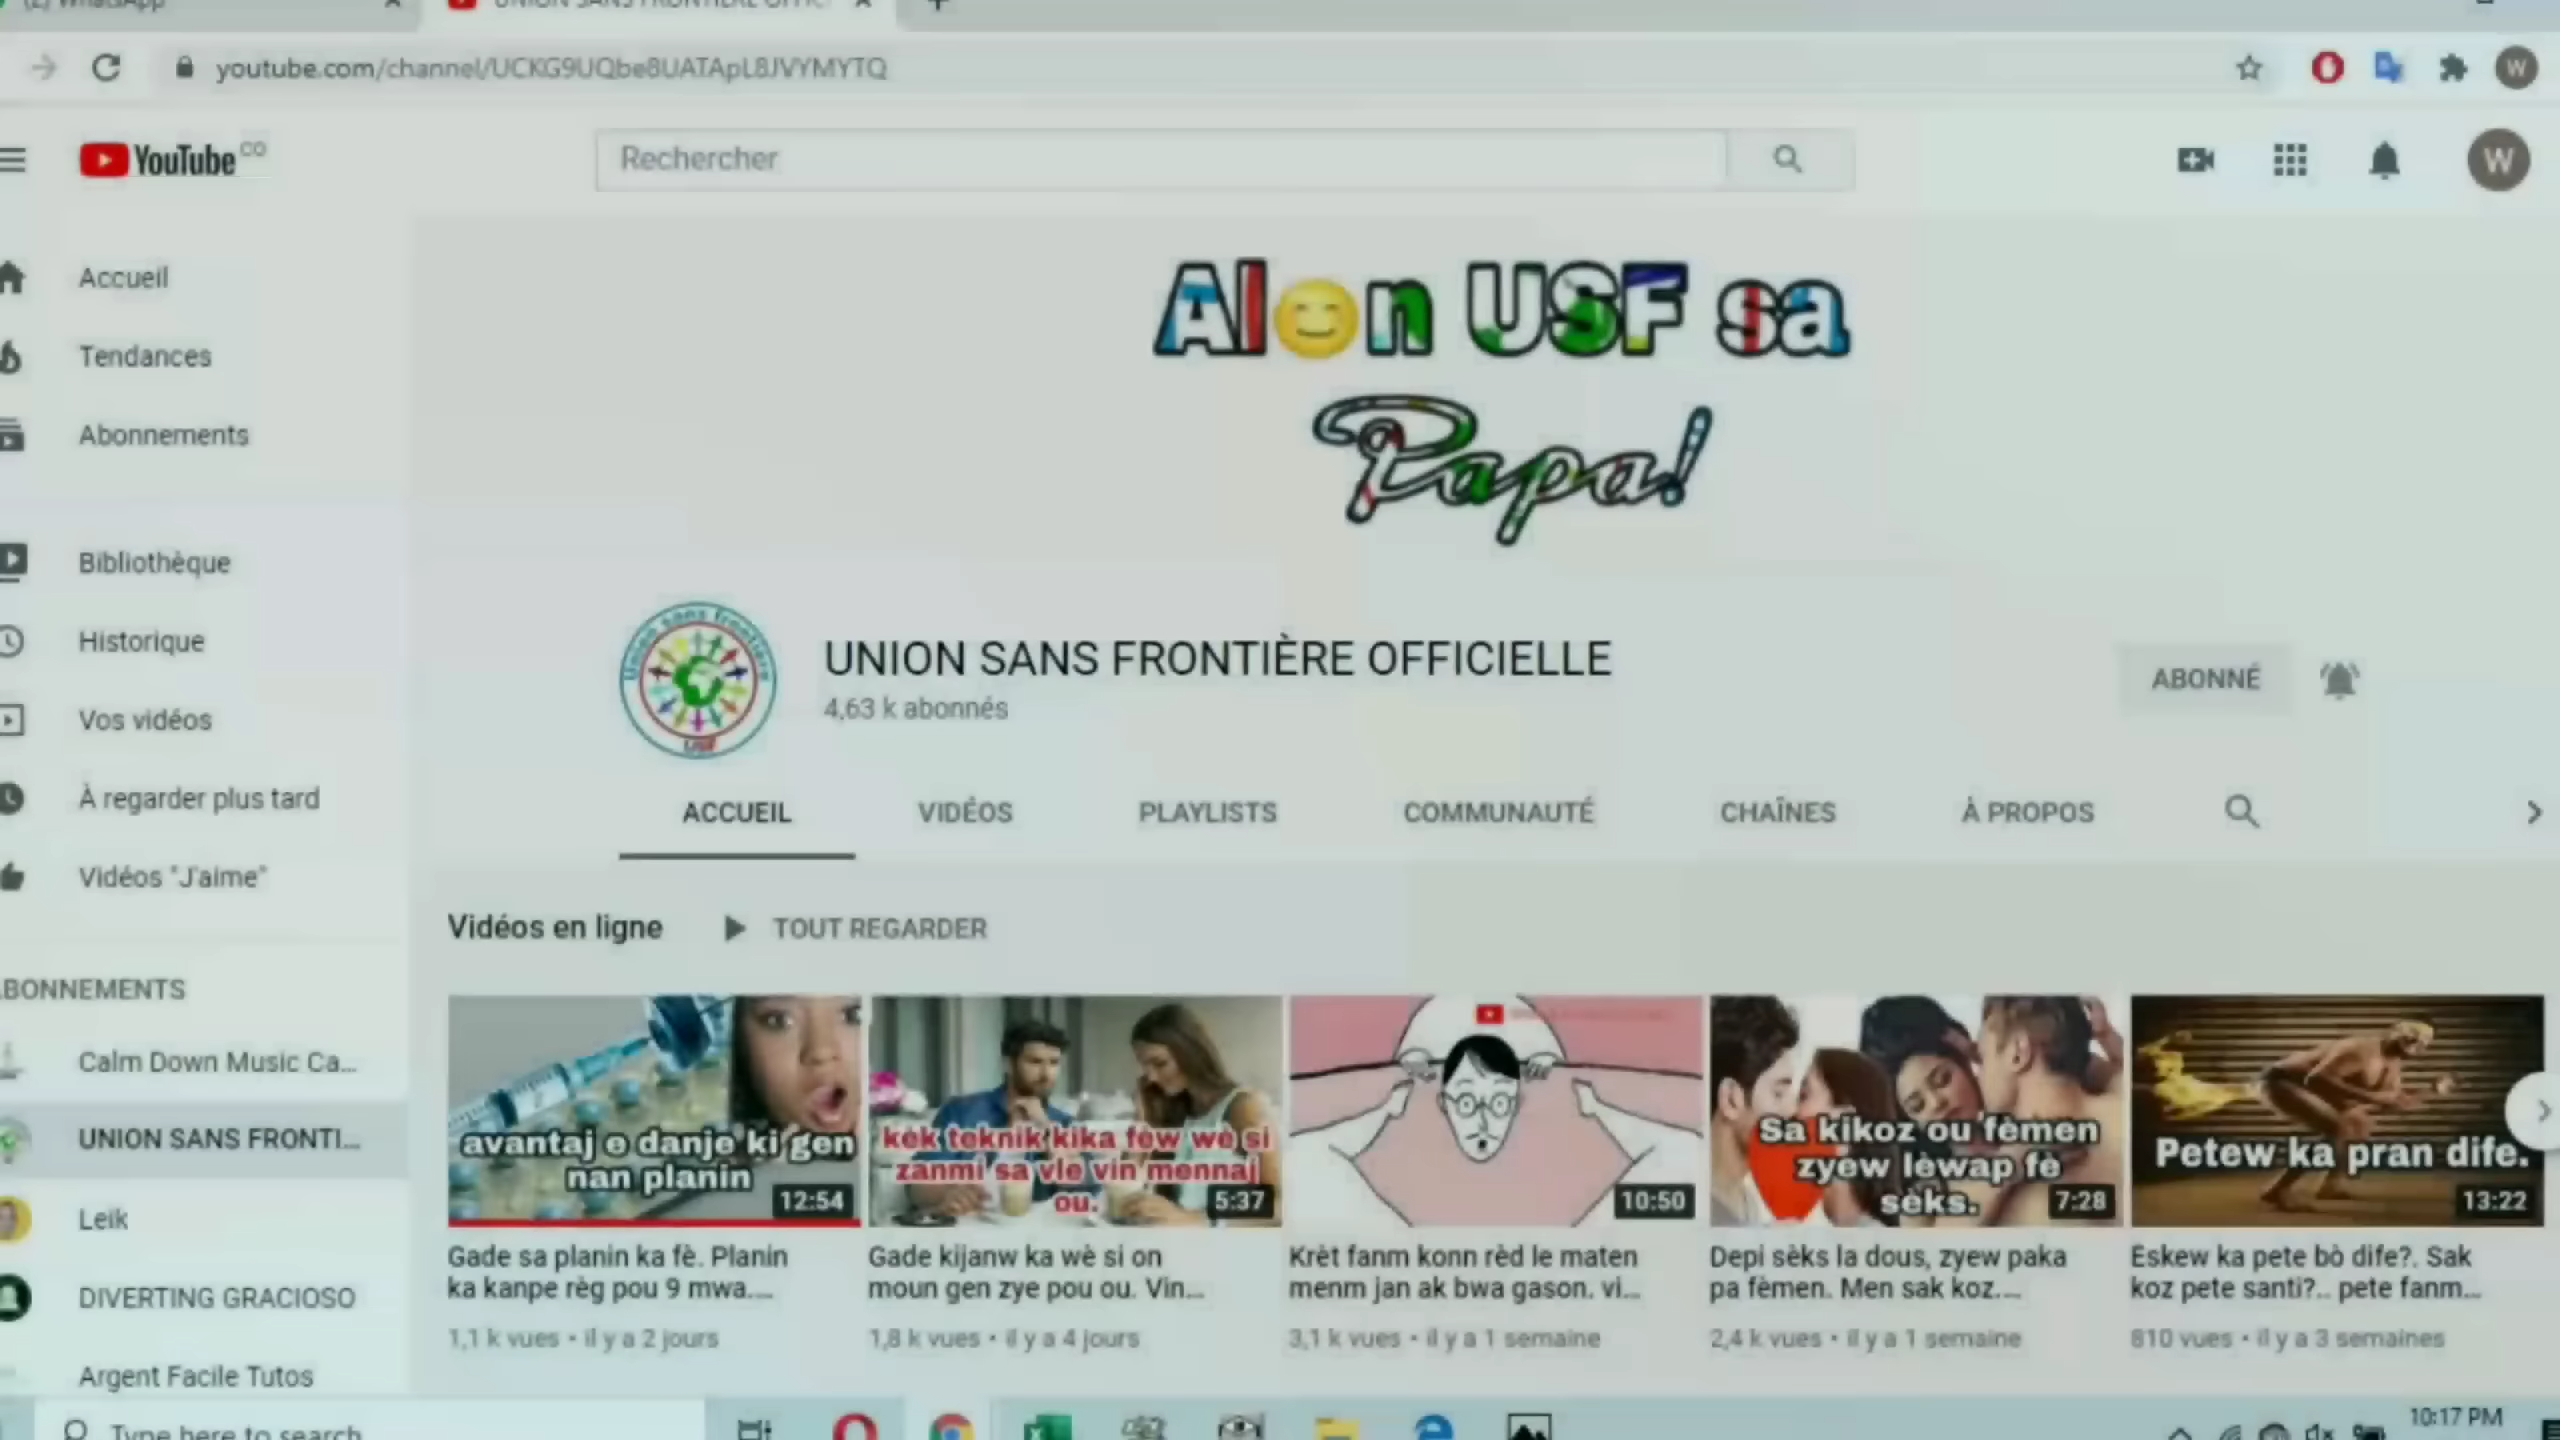 (2) WhatsApp
UNION SANS FRONTIÈRE OFFIC
youtube.com/channel/UCKG9UQbe8UATApL8JVYMYTQ
W
YouTube CO
Rechercher
W
Accueil
Tendances
Abonnements
Bibliothèque
Historique
Vos vidéos
À regarder plus tard
Vidéos "J'aime"
BONNEMENTS
Calm Down Music Ca...
UNION SANS FRONTI...
Leik
DIVERTING GRACIOSO
Argent Facile Tutos
Alon USF sa
Papa!
Union sans frontière
USF
UNION SANS FRONTIÈRE OFFICIELLE
4,63 k abonnés
ABONNÉ
ACCUEIL
VIDÉOS
PLAYLISTS
COMMUNAUTÉ
CHAÎNES
À PROPOS
Vidéos en ligne
TOUT REGARDER
avantaj e danje ki gen
nan planin
12:54
Gade sa planin ka fè. Planin
ka kanpe règ pou 9 mwa....
1,1 k vues • il y a 2 jours
kèk teknik kika fèw wè si
zanmi sa vle vin mennaj
ou.
5:37
Gade kijanw ka wè si on
moun gen zye pou ou. Vin...
1,8 k vues • il y a 4 jours
10:50
Krèt fanm konn rèd le maten
menm jan ak bwa gason. vi...
3,1 k vues • il y a 1 semaine
Sa kikoz ou fèmen
zyew lèwap fè
sèks.
7:28
Depi sèks la dous, zyew paka
pa fèmen. Men sak koz....
2,4 k vues • il y a 1 semaine
Petew ka pran dife.
13:22
Eskew ka pete bò dife?. Sak
koz pete santi?.. pete fanm...
810 vues • il y a 3 semaines
Type here to search
10:17 PM